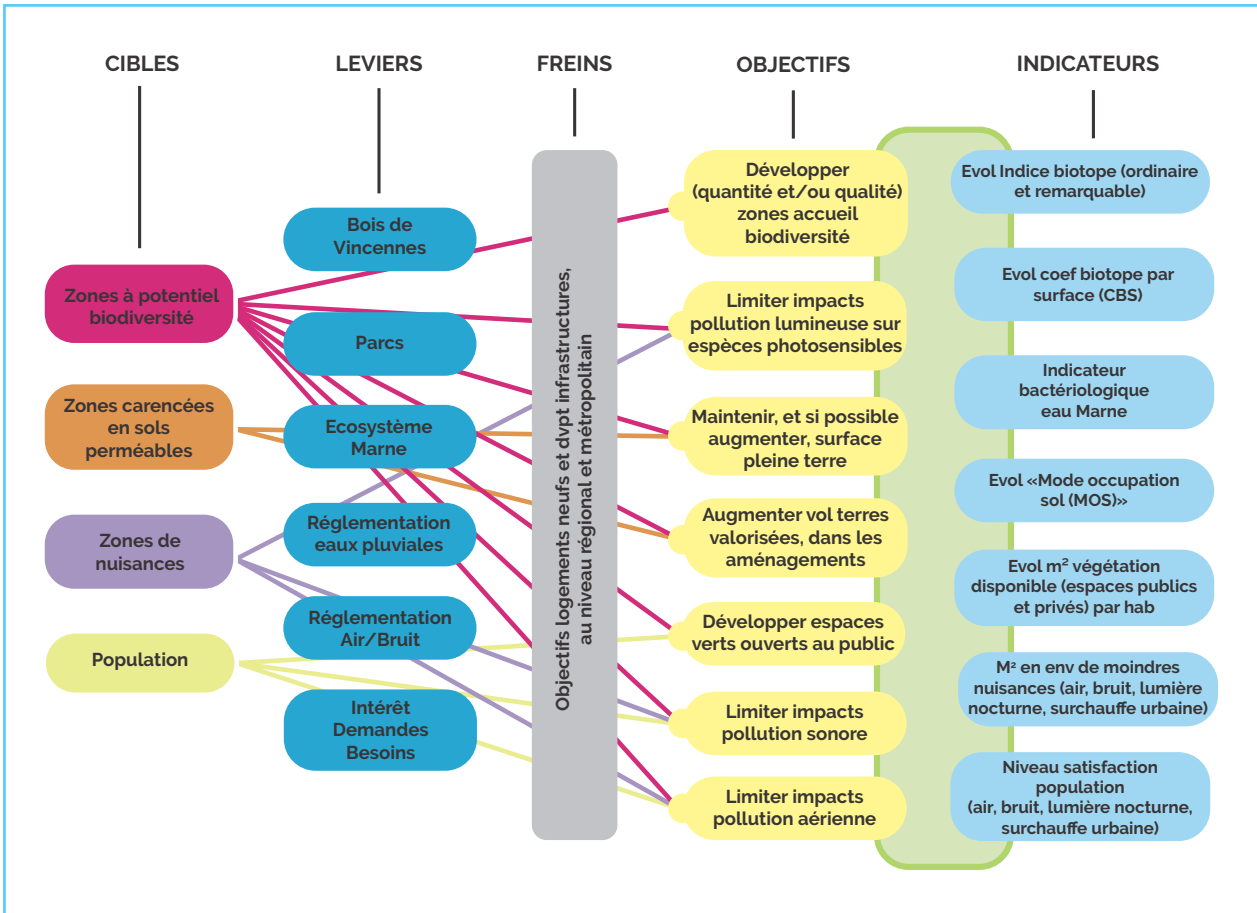 CIBLES
LEVIERS
FREINS
OBJECTIFS
INDICATEURS
Zones à potentiel
biodiversité
Zones carencées
en sols
perméables
Zones de
nuisances
Population
Bois de
Vincennes
Parcs
Ecosystème
Marne
Réglementation
eaux pluviales
Réglementation
Air/Bruit
Intérêt
Demandes
Besoins
Objectifs logements neufs et dvpt infrastructures,
au niveau régional et métropolitain
Développer
(quantité et/ou qualité)
zones accueil
biodiversité
Limiter impacts
pollution lumineuse sur
espèces photosensibles
Maintenir, et si possible
augmenter, surface
pleine terre
Augmenter vol terres
valorisées, dans les
aménagements
Développer espaces
verts ouverts au public
Limiter impacts
pollution sonore
Limiter impacts
pollution aérienne
Evol Indice biotope (ordinaire
et remarquable)
Evol coef biotope par
surface (CBS)
Indicateur
bactériologique
eau Marne
Evol «Mode occupation
sol (MOS)»
Evol m² végétation
disponible (espaces publics
et privés) par hab
M² en env de moindres
nuisances (air, bruit, lumière
nocturne, surchauffe urbaine)
Niveau satisfaction
population
(air, bruit, lumière nocturne,
surchauffe urbaine)